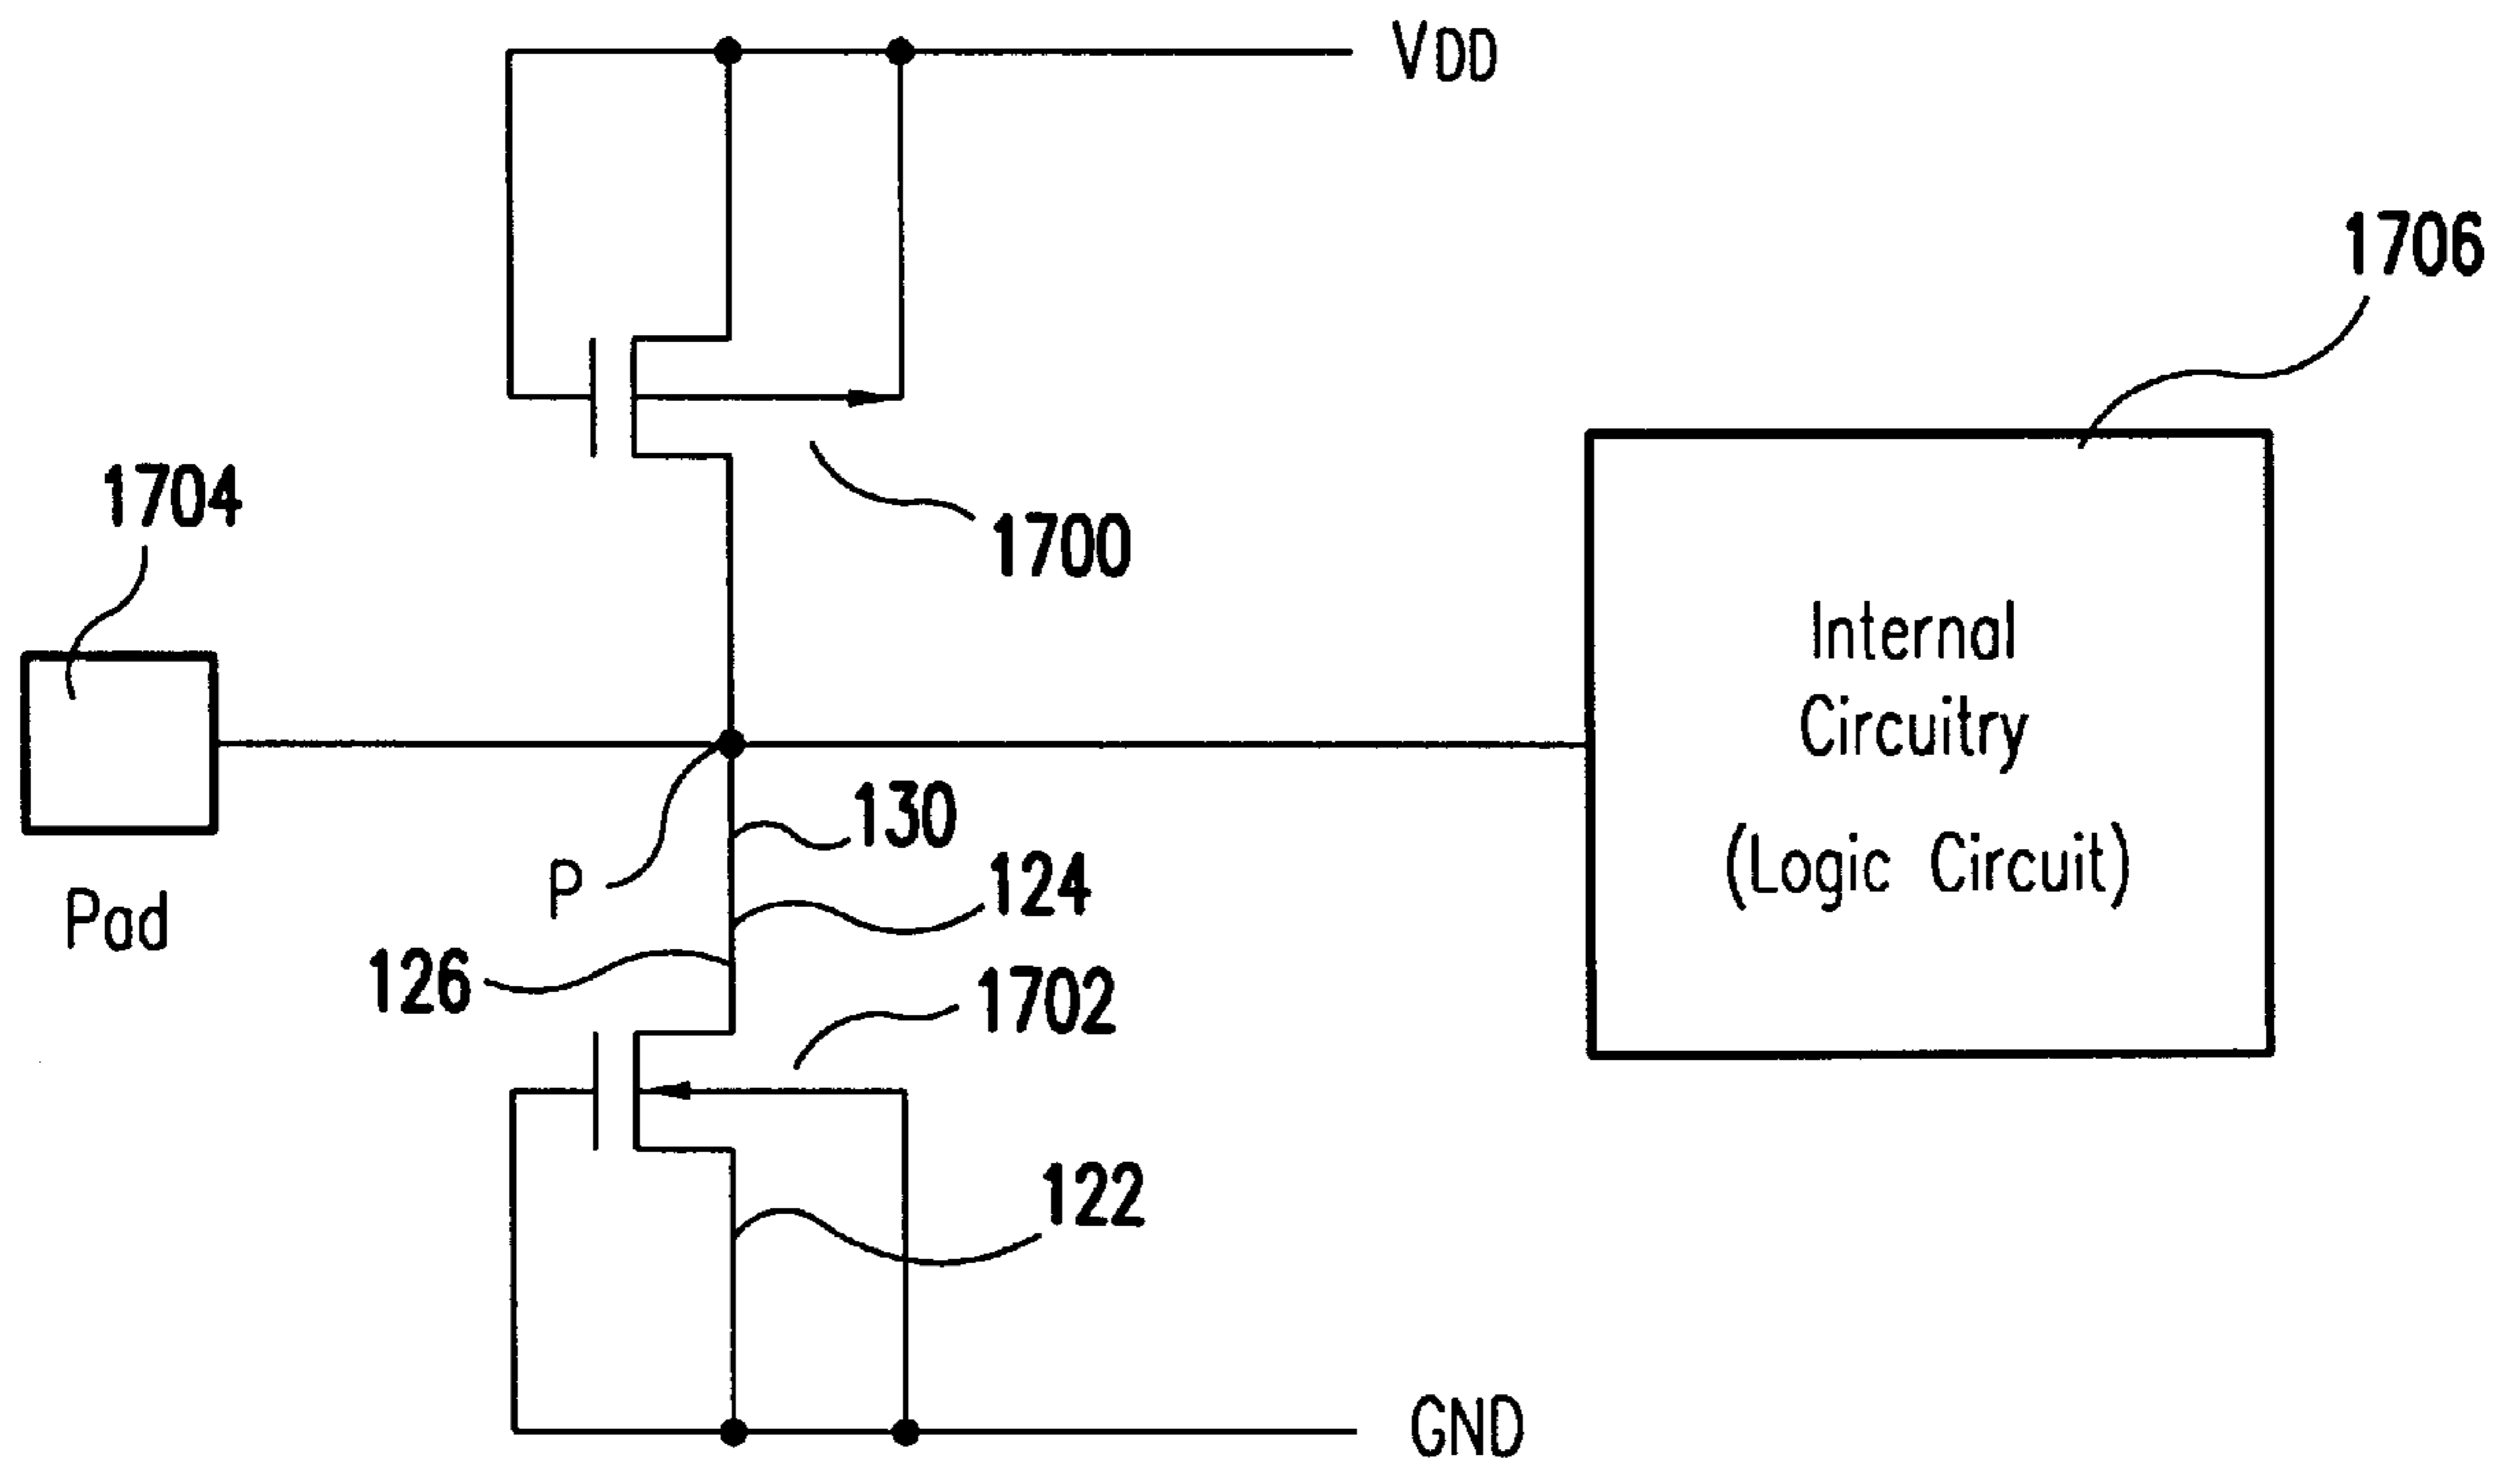 VDD
1706
1704
1700
Internal
Circuitry
(Logic Circuit)
130
P
124
Pad
126
1702
122
GND